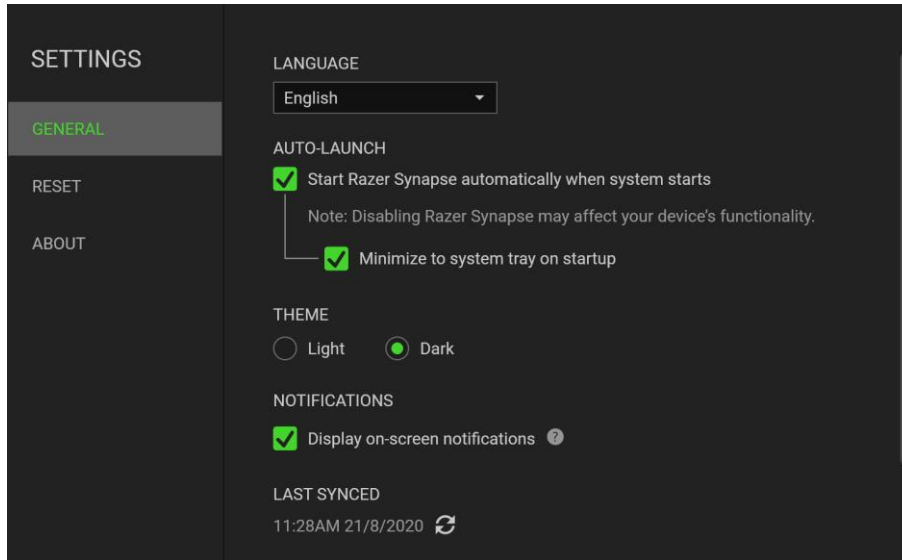 SETTINGS
GENERAL
RESET
ABOUT
LANGUAGE
English
AUTO-LAUNCH
Start Razer Synapse automatically when system starts
Note: Disabling Razer Synapse may affect your device's functionality.
Minimize to system tray on startup
THEME
Light
Dark
NOTIFICATIONS
Display on-screen notifications ?
LAST SYNCED
11:28AM 21/8/2020